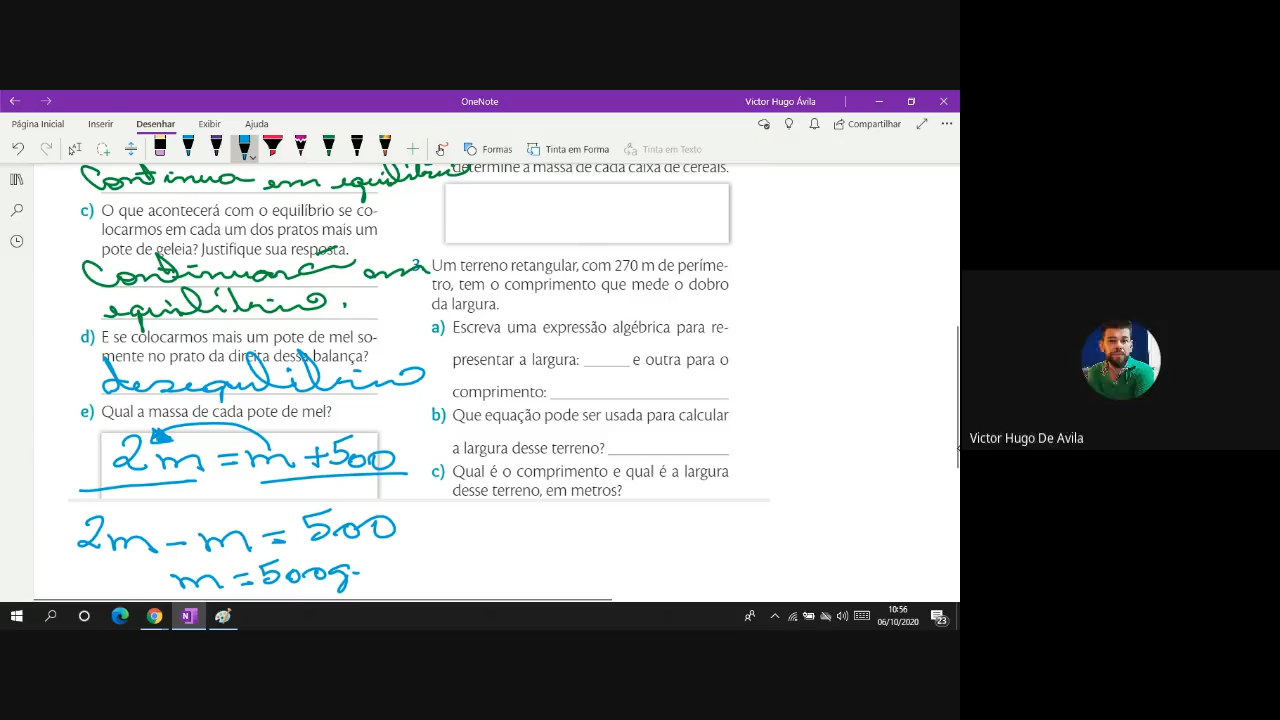 OneNote
Victor Hugo Ávila
Página Inicial
Inserir
Desenhar
Exibir
Ajuda
Compartilhar
Formas
Tinta em Forma
Tinta em Texto
Continua em equilíbrio
c) O que acontecerá com o equilíbrio se co-
locarmos em cada um dos pratos mais um
pote de geleia? Justifique sua resposta.
Continuará em
equilíbrio.
d) E se colocarmos mais um pote de mel so-
mente no prato da direita dessa balança?
desequilíbrio
e) Qual a massa de cada pote de mel?
2m = m + 500
2m - m = 500
m = 500g.
determine a massa de cada caixa de cereais.
3 Um terreno retangular, com 270 m de períme-
tro, tem o comprimento que mede o dobro
da largura.
a) Escreva uma expressão algébrica para re-
presentar a largura: ______ e outra para o
comprimento: ______
b) Que equação pode ser usada para calcular
a largura desse terreno? ______
c) Qual é o comprimento e qual é a largura
desse terreno, em metros?
Victor Hugo De Avila
10:56
06/10/2020
23